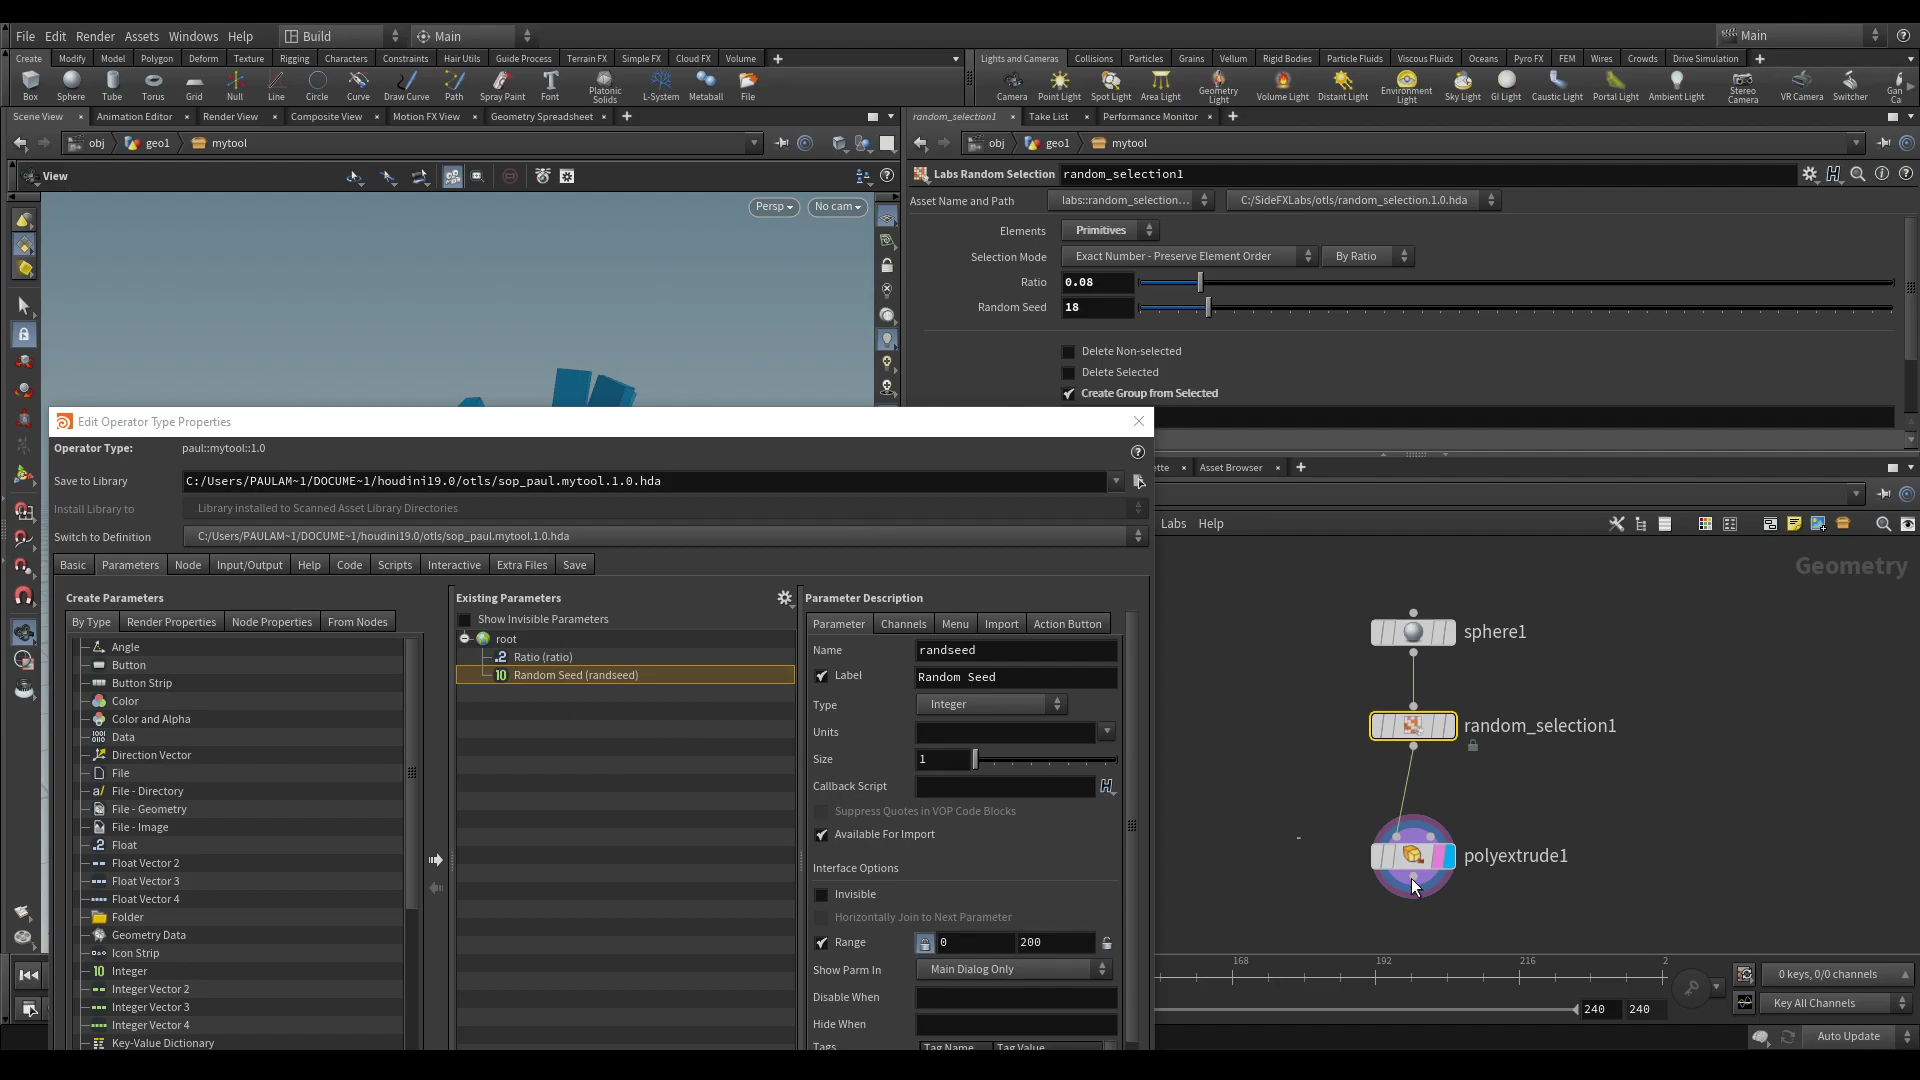 File Edit Render Assets Windows Help Build Main Main
Create Modify Model Polygon Deform Texture Rigging Characters Constraints Hair Utils Guide Process Terrain FX Simple FX Cloud FX Volume
Lights and Cameras Collisions Particles Grains Vellum Rigid Bodies Particle Fluids Viscous Fluids Oceans Pyro FX FEM Wires Crowds Drive Simulation
Box Sphere Tube Torus Grid Null Line Circle Curve Draw Curve Path Spray Paint Font Platonic Solids L-System Metaball File
Camera Point Light Spot Light Area Light Geometry Light Volume Light Distant Light Environment Light Sky Light GI Light Caustic Light Portal Light Ambient Light Stereo Camera VR Camera Switcher Gan Ca
Scene View Animation Editor Render View Composite View Motion FX View Geometry Spreadsheet
random_selection1 Take List Performance Monitor
obj geo1 mytool
obj geo1 mytool
View
Persp No cam
Labs Random Selection random_selection1
Asset Name and Path labs::random_selection... C:/SideFXLabs/otls/random_selection.1.0.hda
Elements Primitives
Selection Mode Exact Number - Preserve Element Order By Ratio
Ratio 0.08
Random Seed 18
Delete Non-selected
Delete Selected
Create Group from Selected
Edit Operator Type Properties
Operator Type: paul::mytool::1.0
Save to Library C:/Users/PAULAM~1/DOCUME~1/houdini19.0/otls/sop_paul.mytool.1.0.hda
Install Library to Library installed to Scanned Asset Library Directories
Switch to Definition C:/Users/PAULAM~1/DOCUME~1/houdini19.0/otls/sop_paul.mytool.1.0.hda
Basic Parameters Node Input/Output Help Code Scripts Interactive Extra Files Save
Create Parameters
By Type Render Properties Node Properties From Nodes
Angle
Button
Button Strip
Color
Color and Alpha
Data
Direction Vector
File
File - Directory
File - Geometry
File - Image
Float
Float Vector 2
Float Vector 3
Float Vector 4
Folder
Geometry Data
Icon Strip
Integer
Integer Vector 2
Integer Vector 3
Integer Vector 4
Key-Value Dictionary
Existing Parameters
Show Invisible Parameters
root
Ratio (ratio)
Random Seed (randseed)
Parameter Description
Parameter Channels Menu Import Action Button
Name randseed
Label Random Seed
Type Integer
Units
Size 1
Callback Script
Suppress Quotes in VOP Code Blocks
Available For Import
Interface Options
Invisible
Horizontally Join to Next Parameter
Range 0 200
Show Parm In Main Dialog Only
Disable When
Hide When
Tags Tag Name Tag Value
ette Asset Browser
Labs Help
Geometry
sphere1
random_selection1
polyextrude1
168 192 216 2
0 keys, 0/0 channels
240 240 Key All Channels
Auto Update